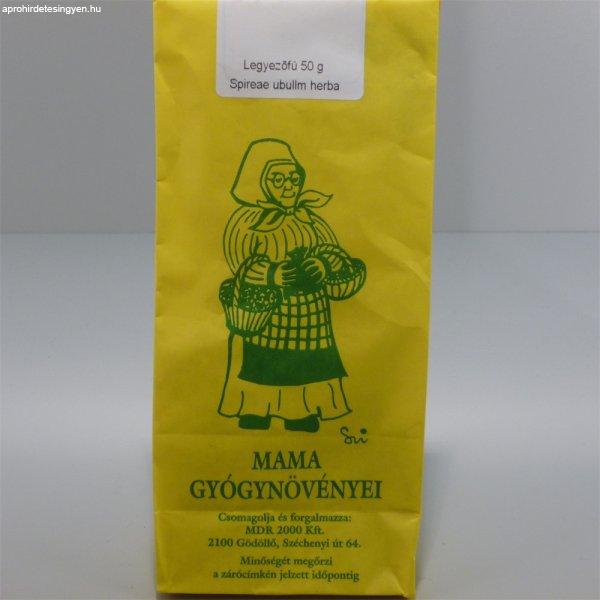 aprohirdetesingyen.hu
Legyezőfű 50 g
Spireae ubullm herba
Szi
MAMA
GYÓGYNÖVÉNYEI
Csomagolja és forgalmazza:
MDR 2000 Kft.
2100 Gödöllő, Széchenyi út 64.
Minőségét megőrzi
a zárócímkén jelzett időpontig